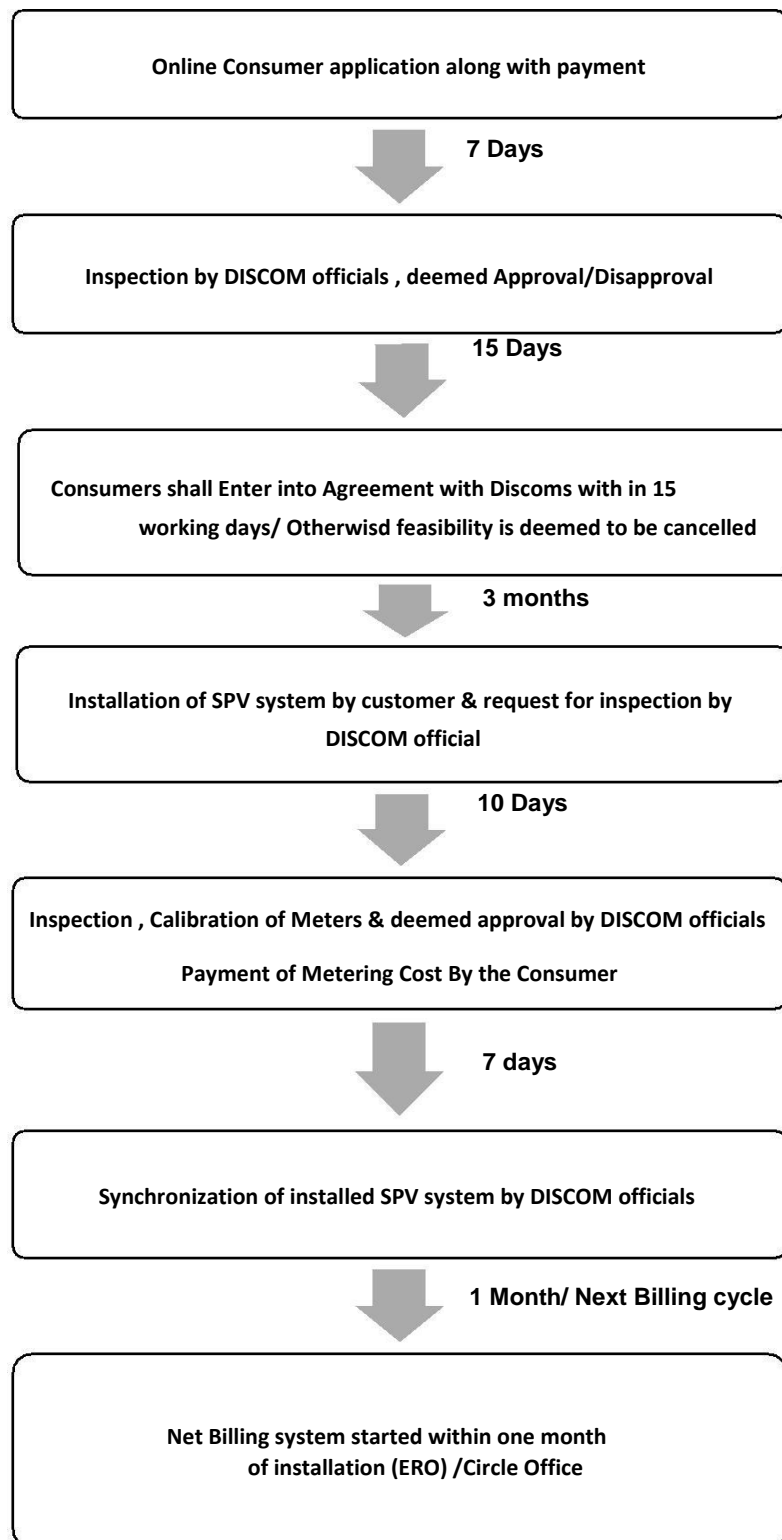 Online Consumer application along with payment
7 Days
Inspection by DISCOM officials , deemed Approval/Disapproval
15 Days
Consumers shall Enter into Agreement with Discoms with in 15
working days/ Otherwisd feasibility is deemed to be cancelled
3 months
Installation of SPV system by customer & request for inspection by
DISCOM official
10 Days
Inspection , Calibration of Meters & deemed approval by DISCOM officials
Payment of Metering Cost By the Consumer
7 days
Synchronization of installed SPV system by DISCOM officials
1 Month/ Next Billing cycle
Net Billing system started within one month
of installation (ERO) /Circle Office